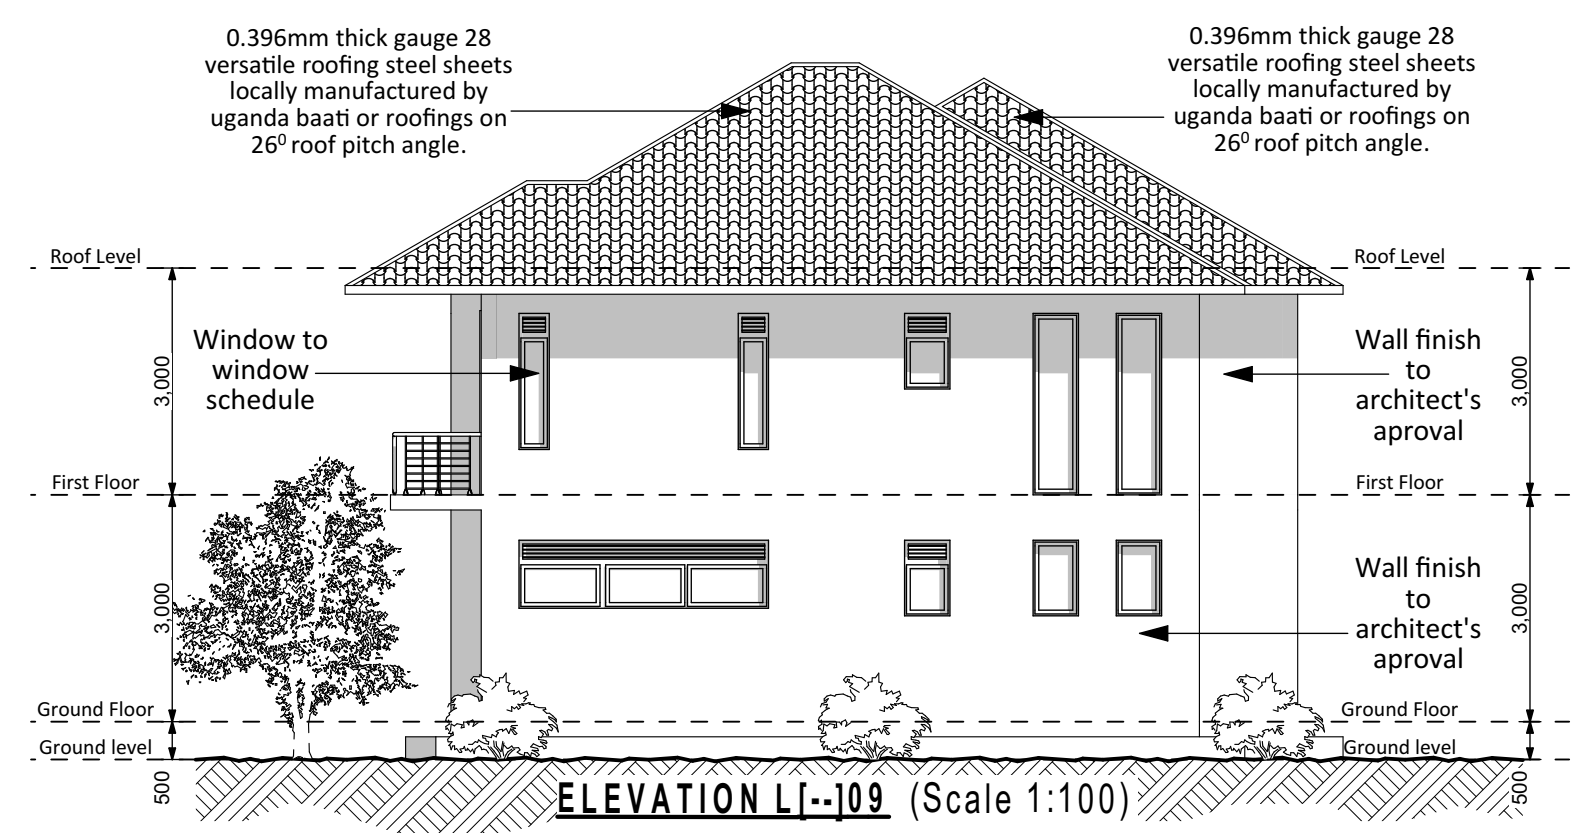 0.396mm thick gauge 28
versatile roofing steel sheets
locally manufactured by
uganda baati or roofings on
26⁰ roof pitch angle.
0.396mm thick gauge 28
versatile roofing steel sheets
locally manufactured by
uganda baati or roofings on
26⁰ roof pitch angle.
Roof Level
Roof Level
3,000
Window to
window
schedule
Wall finish
to
architect's
aproval
3,000
First Floor
First Floor
3,000
Wall finish
to
architect's
aproval
3,000
Ground Floor
Ground Floor
Ground level
Ground level
500
500
ELEVATION L[--]09 (Scale 1:100)